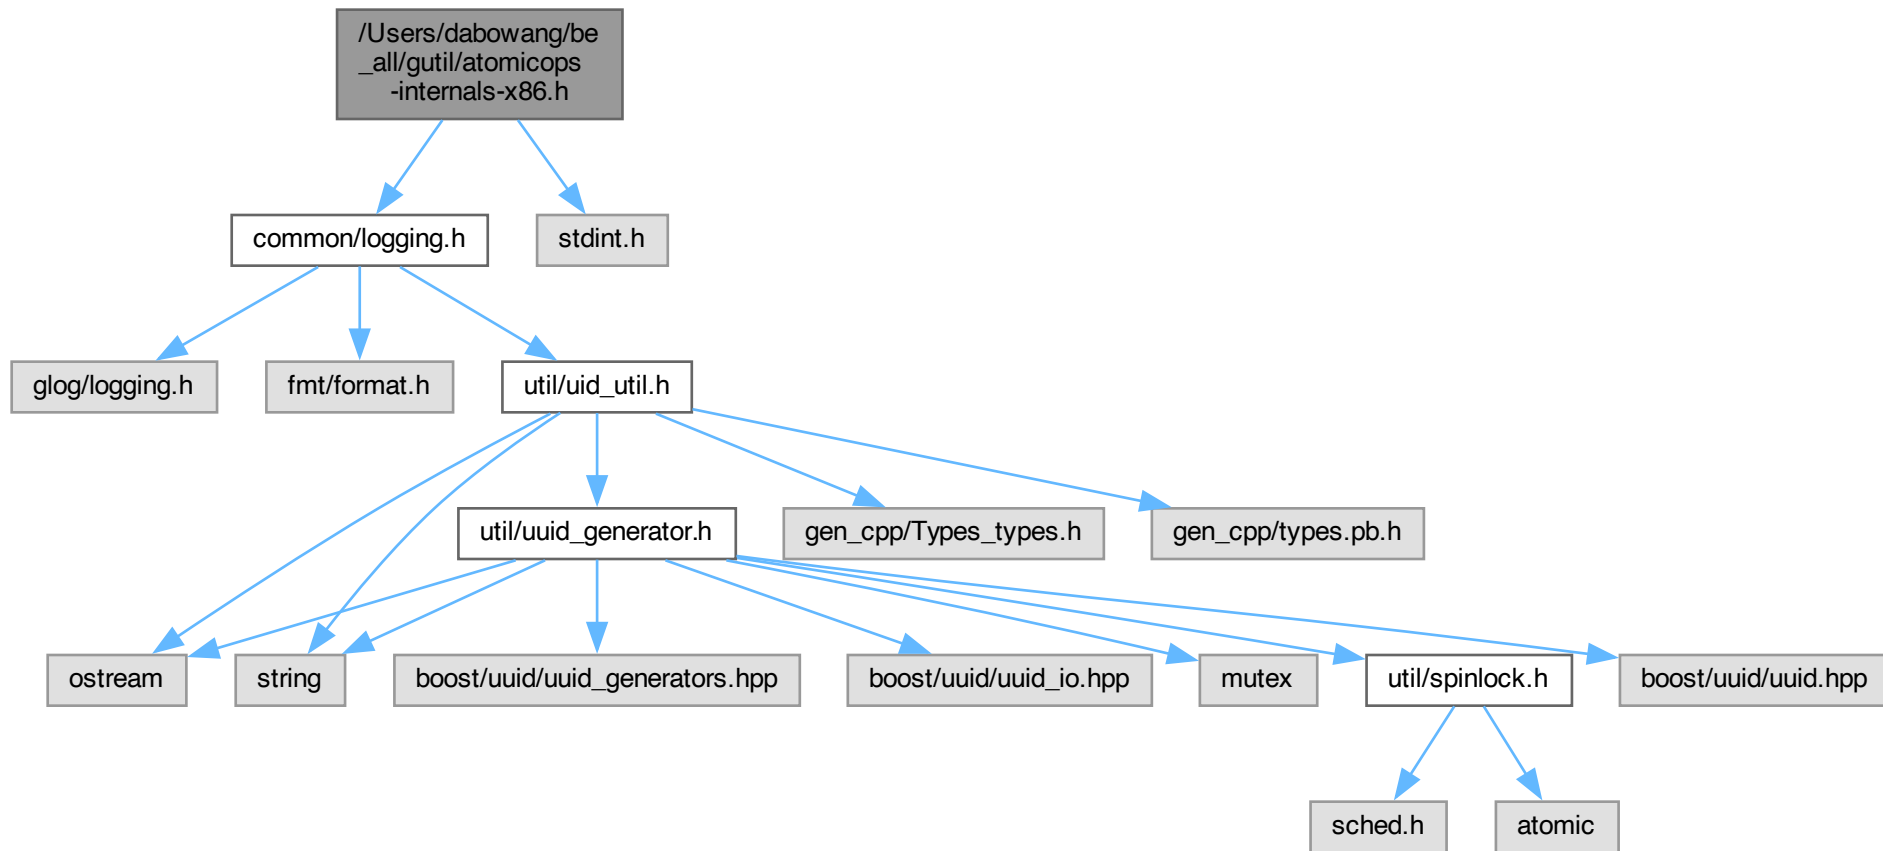 /Users/dabowang/be
_all/gutil/atomicops
-internals-x86.h
common/logging.h
stdint.h
glog/logging.h
fmt/format.h
util/uid_util.h
util/uuid_generator.h
gen_cpp/Types_types.h
gen_cpp/types.pb.h
ostream
string
boost/uuid/uuid_generators.hpp
boost/uuid/uuid_io.hpp
mutex
util/spinlock.h
boost/uuid/uuid.hpp
sched.h
atomic